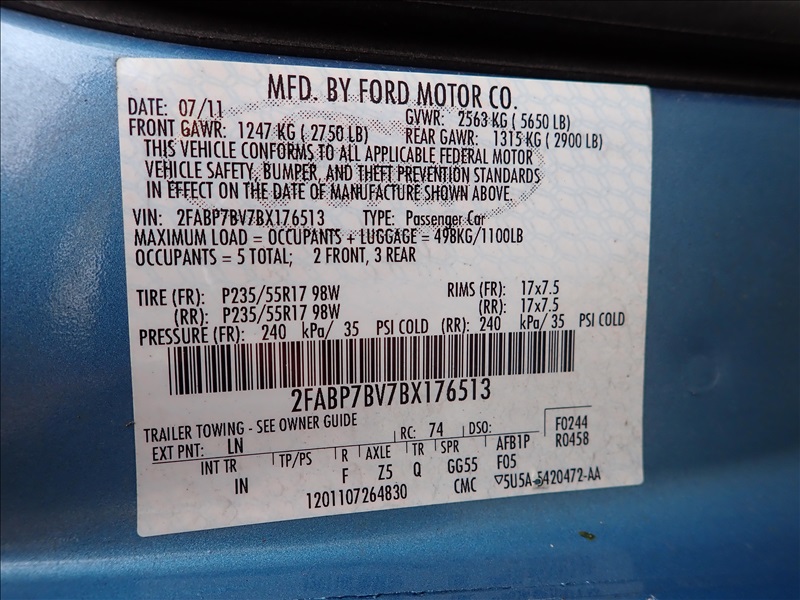 MFD. BY FORD MOTOR CO.
DATE: 07/11 GVWR: 2563 KG ( 5650 LB)
FRONT GAWR: 1247 KG ( 2750 LB) REAR GAWR: 1315 KG ( 2900 LB)
THIS VEHICLE CONFORMS TO ALL APPLICABLE FEDERAL MOTOR
VEHICLE SAFETY, BUMPER, AND THEFT PREVENTION STANDARDS
IN EFFECT ON THE DATE OF MANUFACTURE SHOWN ABOVE.
VIN: 2FABP7BV7BX176513 TYPE: Passenger Car
MAXIMUM LOAD = OCCUPANTS + LUGGAGE = 498KG/1100LB
OCCUPANTS = 5 TOTAL; 2 FRONT, 3 REAR
TIRE (FR): P235/55R17 98W RIMS (FR): 17x7.5
(RR): P235/55R17 98W (RR): 17x7.5
PRESSURE (FR): 240 kPa/ 35 PSI COLD (RR): 240 kPa/ 35 PSI COLD
2FABP7BV7BX176513
TRAILER TOWING - SEE OWNER GUIDE
EXT PNT: LN RC: 74 DSO: F0244
INT TR TP/PS R AXLE TR SPR AFB1P R0458
IN F Z5 Q GG55 F05
1201107264830 CMC ▽5U5A-5420472-AA